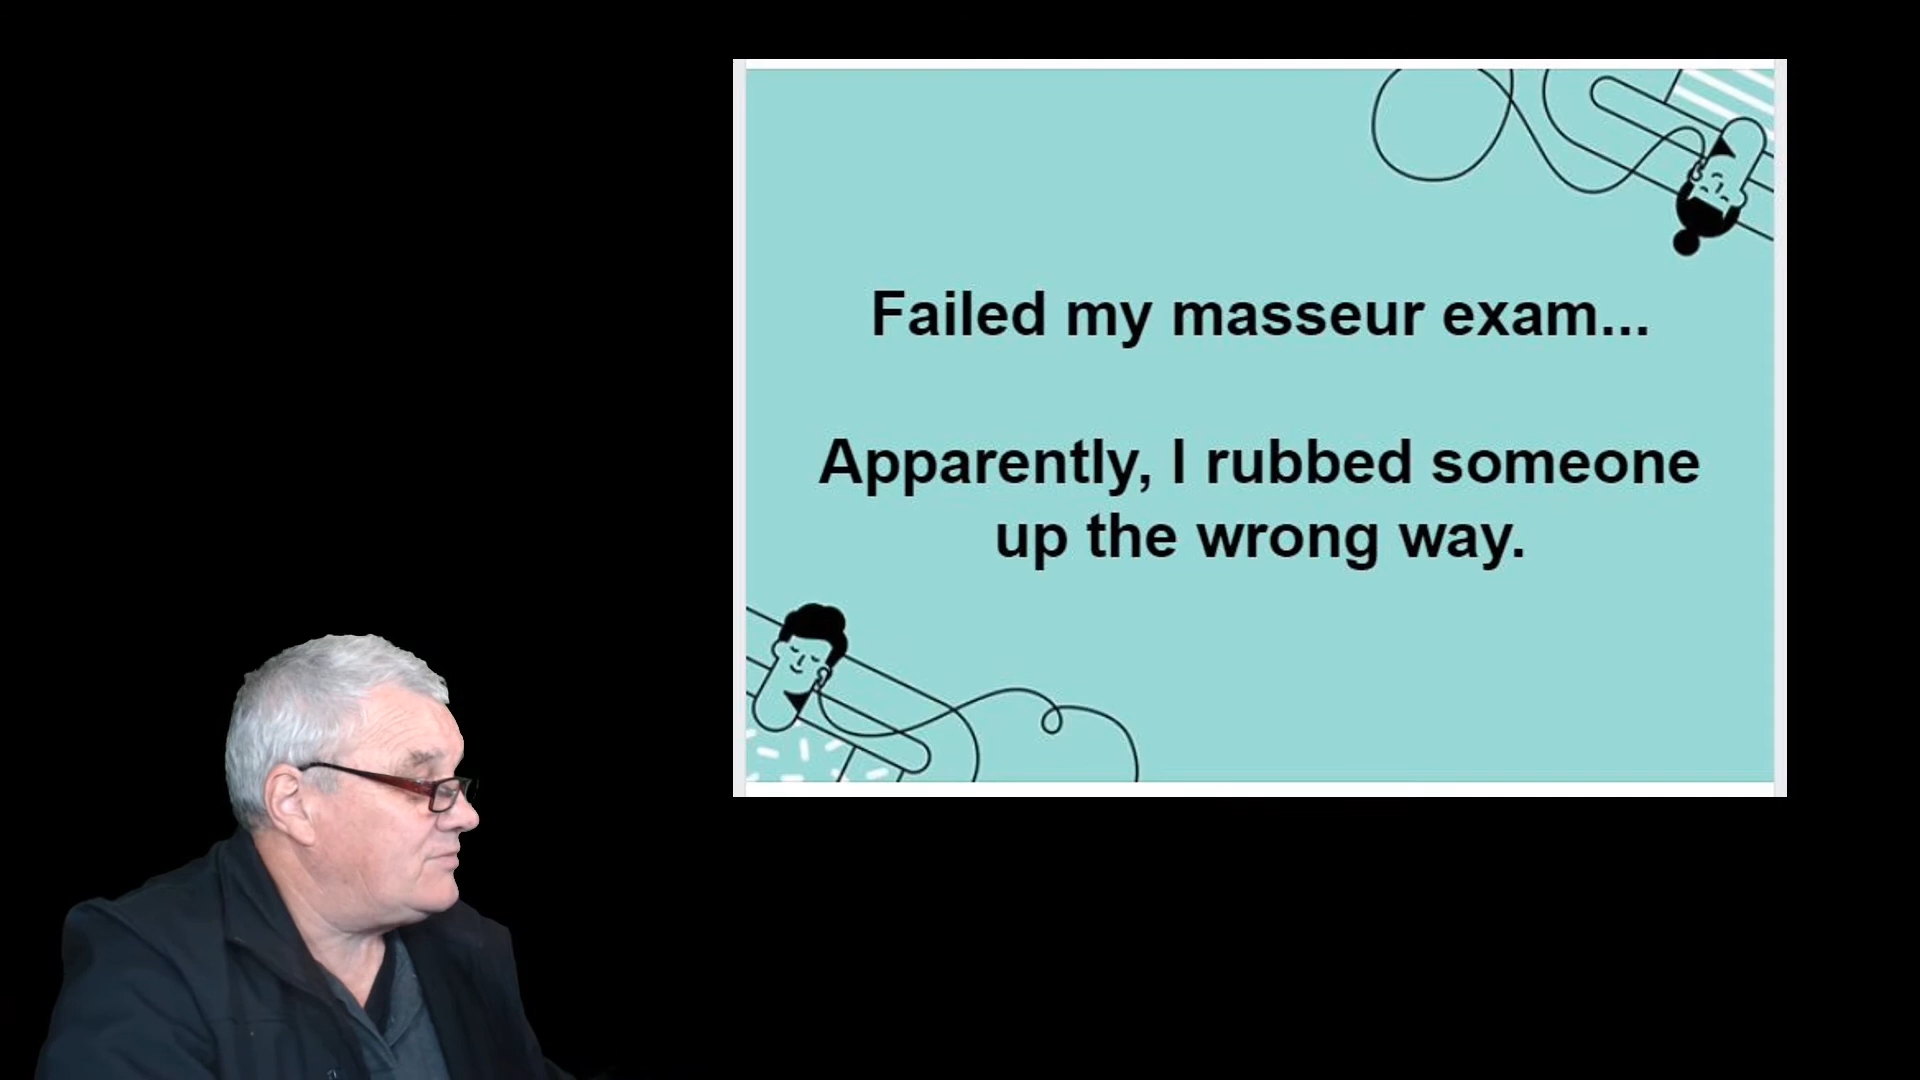 Failed my masseur exam...
Apparently, I rubbed someone
up the wrong way.